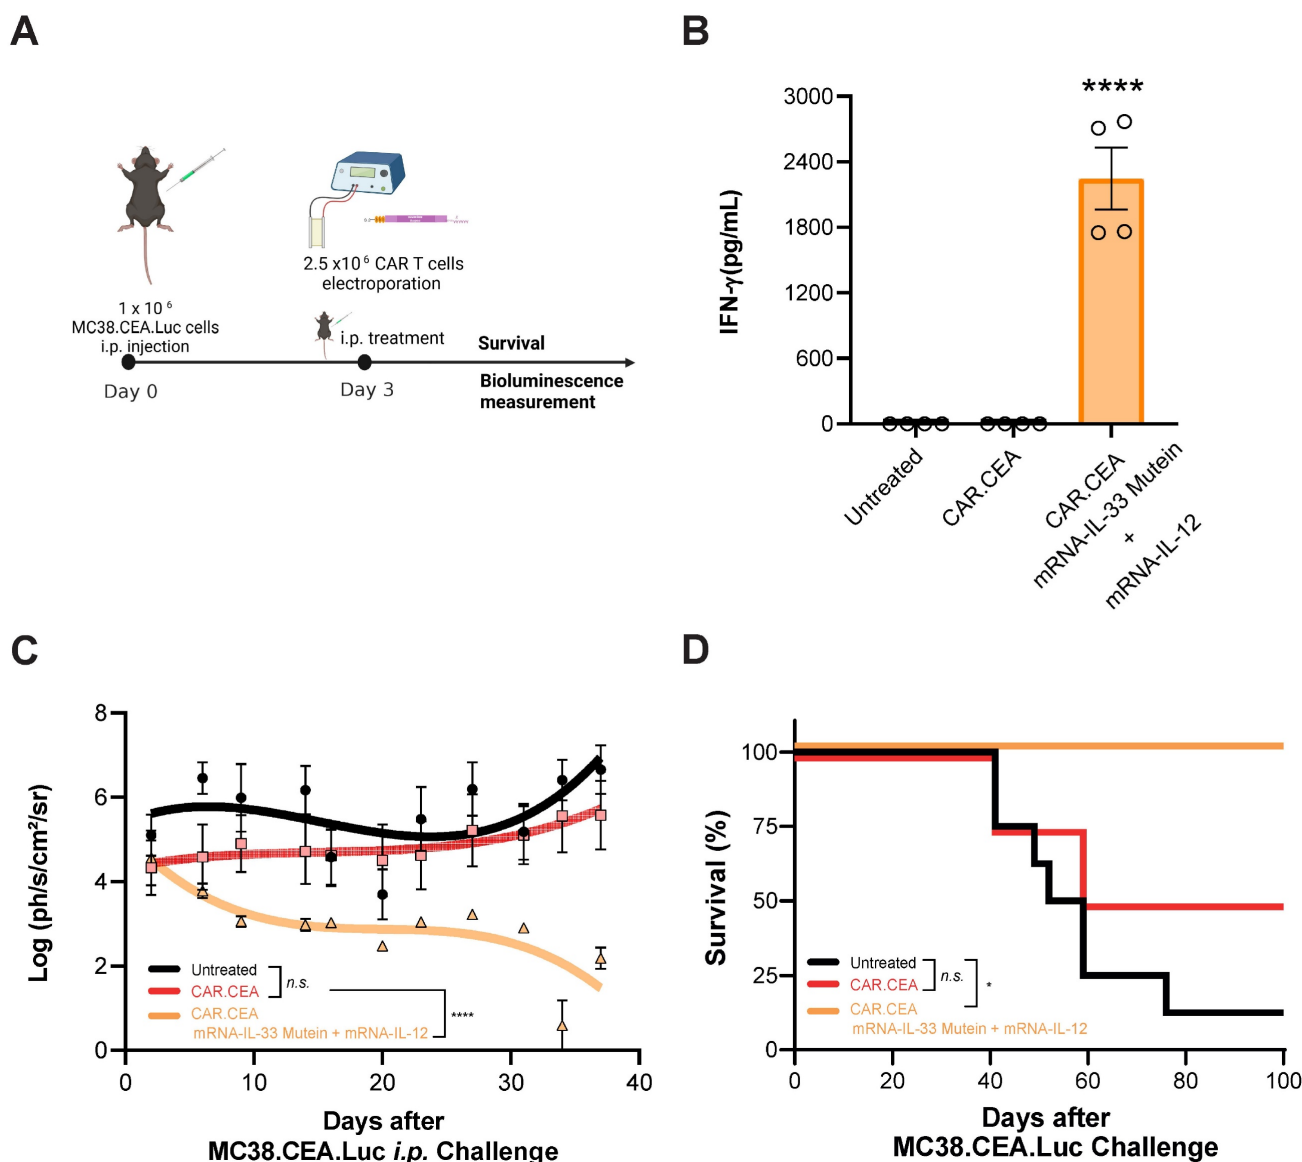 A
1 x 10 6
MC38.CEA.Luc cells
i.p. injection
2.5 x10 6 CAR T cells
electroporation
i.p. treatment
Survival
Day 0
Day 3
Bioluminescence
measurement
B
****
3000
2400
1800
1200
600
0
IFN-γ(pg/mL)
Untreated
CAR.CEA
CAR.CEA
mRNA-IL-33 Mutein
+
mRNA-IL-12
C
8
6
4
2
0
Log (ph/s/cm²/sr)
Untreated
CAR.CEA
n.s.
CAR.CEA
mRNA-IL-33 Mutein + mRNA-IL-12
****
0 10 20 30 40
Days after
MC38.CEA.Luc i.p. Challenge
D
100
75
50
25
0
Survival (%)
Untreated
CAR.CEA
n.s.
*
CAR.CEA
mRNA-IL-33 Mutein + mRNA-IL-12
0 20 40 60 80 100
Days after
MC38.CEA.Luc Challenge